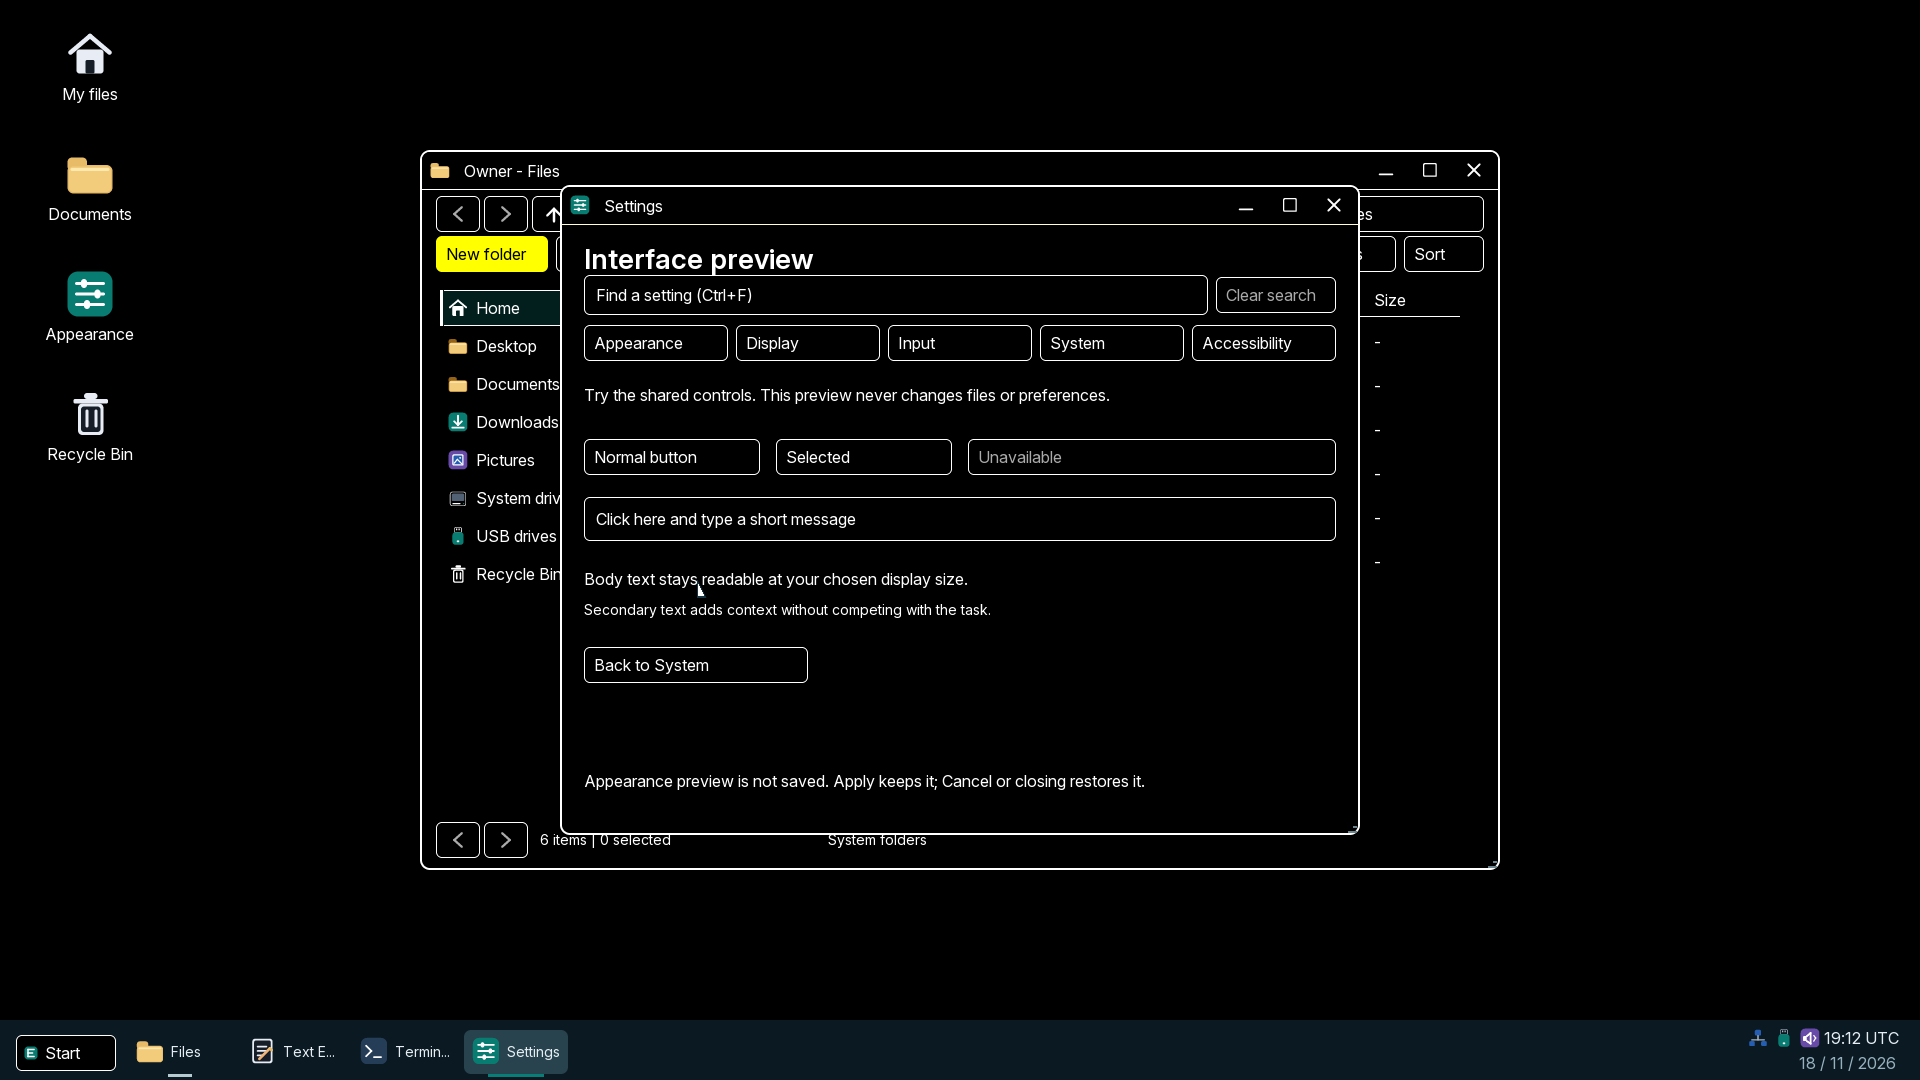 My files
Documents
Appearance
Recycle Bin
Owner - Files
New folder
Sort
Size
Home
Desktop
Documents
Downloads
Pictures
System
USB drives
Recycle Bin
-
-
-
-
-
-
6 items | 0 selected
System folders
Settings
Interface preview
Find a setting (Ctrl+F)
Clear search
Appearance
Display
Input
System
Accessibility
Try the shared controls. This preview never changes files or preferences.
Normal button
Selected
Unavailable
Click here and type a short message
Body text stays readable at your chosen display size.
Secondary text adds context without competing with the task.
Back to System
Appearance preview is not saved. Apply keeps it; Cancel or closing restores it.
Start
Files
Text E...
Termin...
Settings
19:12 UTC
18 / 11 / 2026